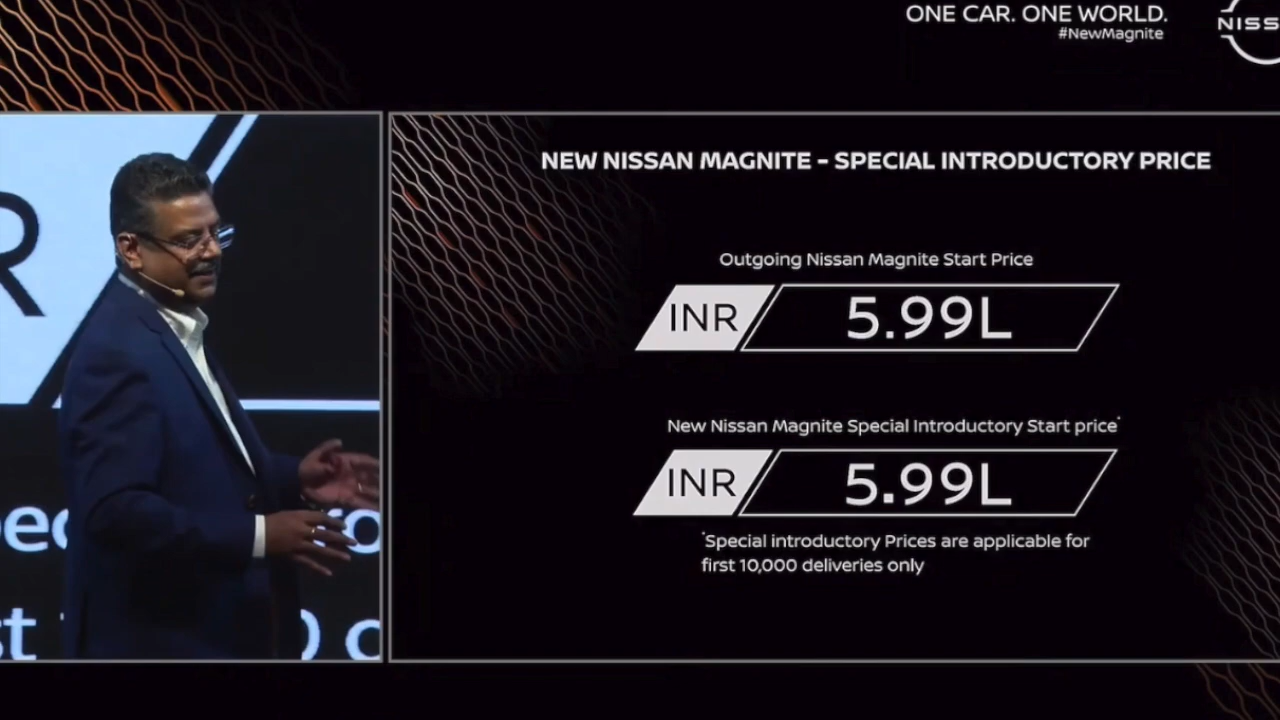 ONE CAR. ONE WORLD.
#NewMagnite
NISS
R
NEW NISSAN MAGNITE – SPECIAL INTRODUCTORY PRICE
Outgoing Nissan Magnite Start Price
INR 5.99L
New Nissan Magnite Special Introductory Start price*
INR 5.99L
*Special introductory Prices are applicable for
first 10,000 deliveries only